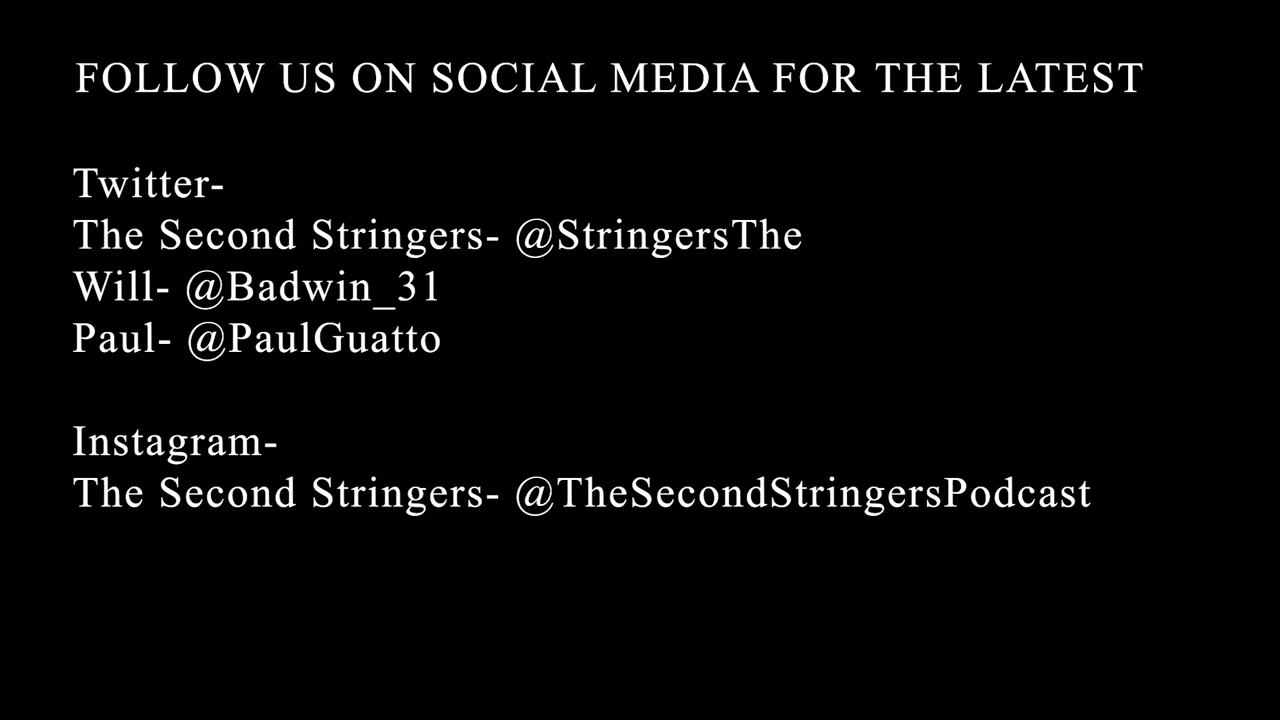 FOLLOW US ON SOCIAL MEDIA FOR THE LATEST
Twitter-
The Second Stringers- @StringersThe
Will- @Badwin_31
Paul- @PaulGuatto
Instagram-
The Second Stringers- @TheSecondStringersPodcast